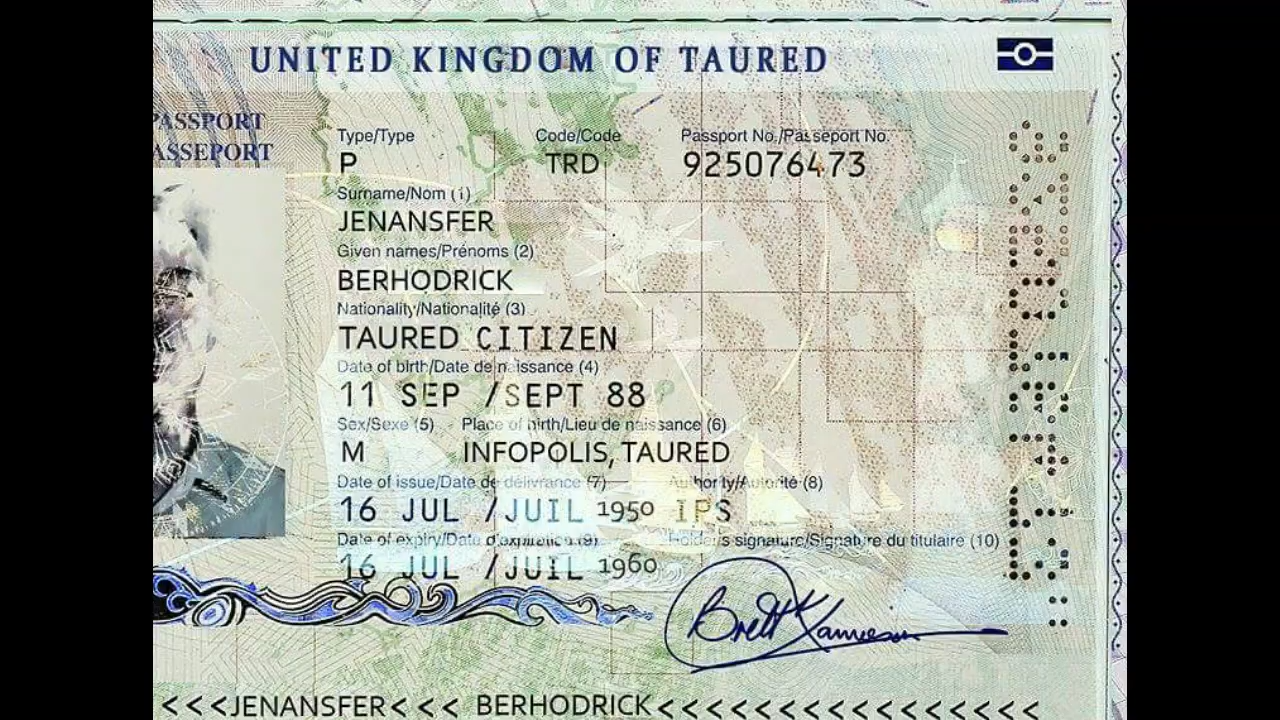 UNITED KINGDOM OF TAURED
PASSPORT
PASSEPORT
Type/Type Code/Code Passport No./Passeport No.
P TRD 925076473
Surname/Nom (1)
JENANSFER
Given names/Prénoms (2)
BERHODRICK
Nationality/Nationalité (3)
TAURED CITIZEN
Date of birth/Date de naissance (4)
11 SEP /SEPT 88
Sex/Sexe (5) Place of birth/Lieu de naissance (6)
M INFOPOLIS, TAURED
Date of issue/Date de délivrance (7) Authority/Autorité (8)
16 JUL /JUIL 1950 IPS
Date of expiry/Date d'expiration (9) Holder's signature/Signature du titulaire (10)
16 JUL /JUIL 1960
<<<JENANSFER<<< BERHODRICK<<<<<<<<<<<<<<<